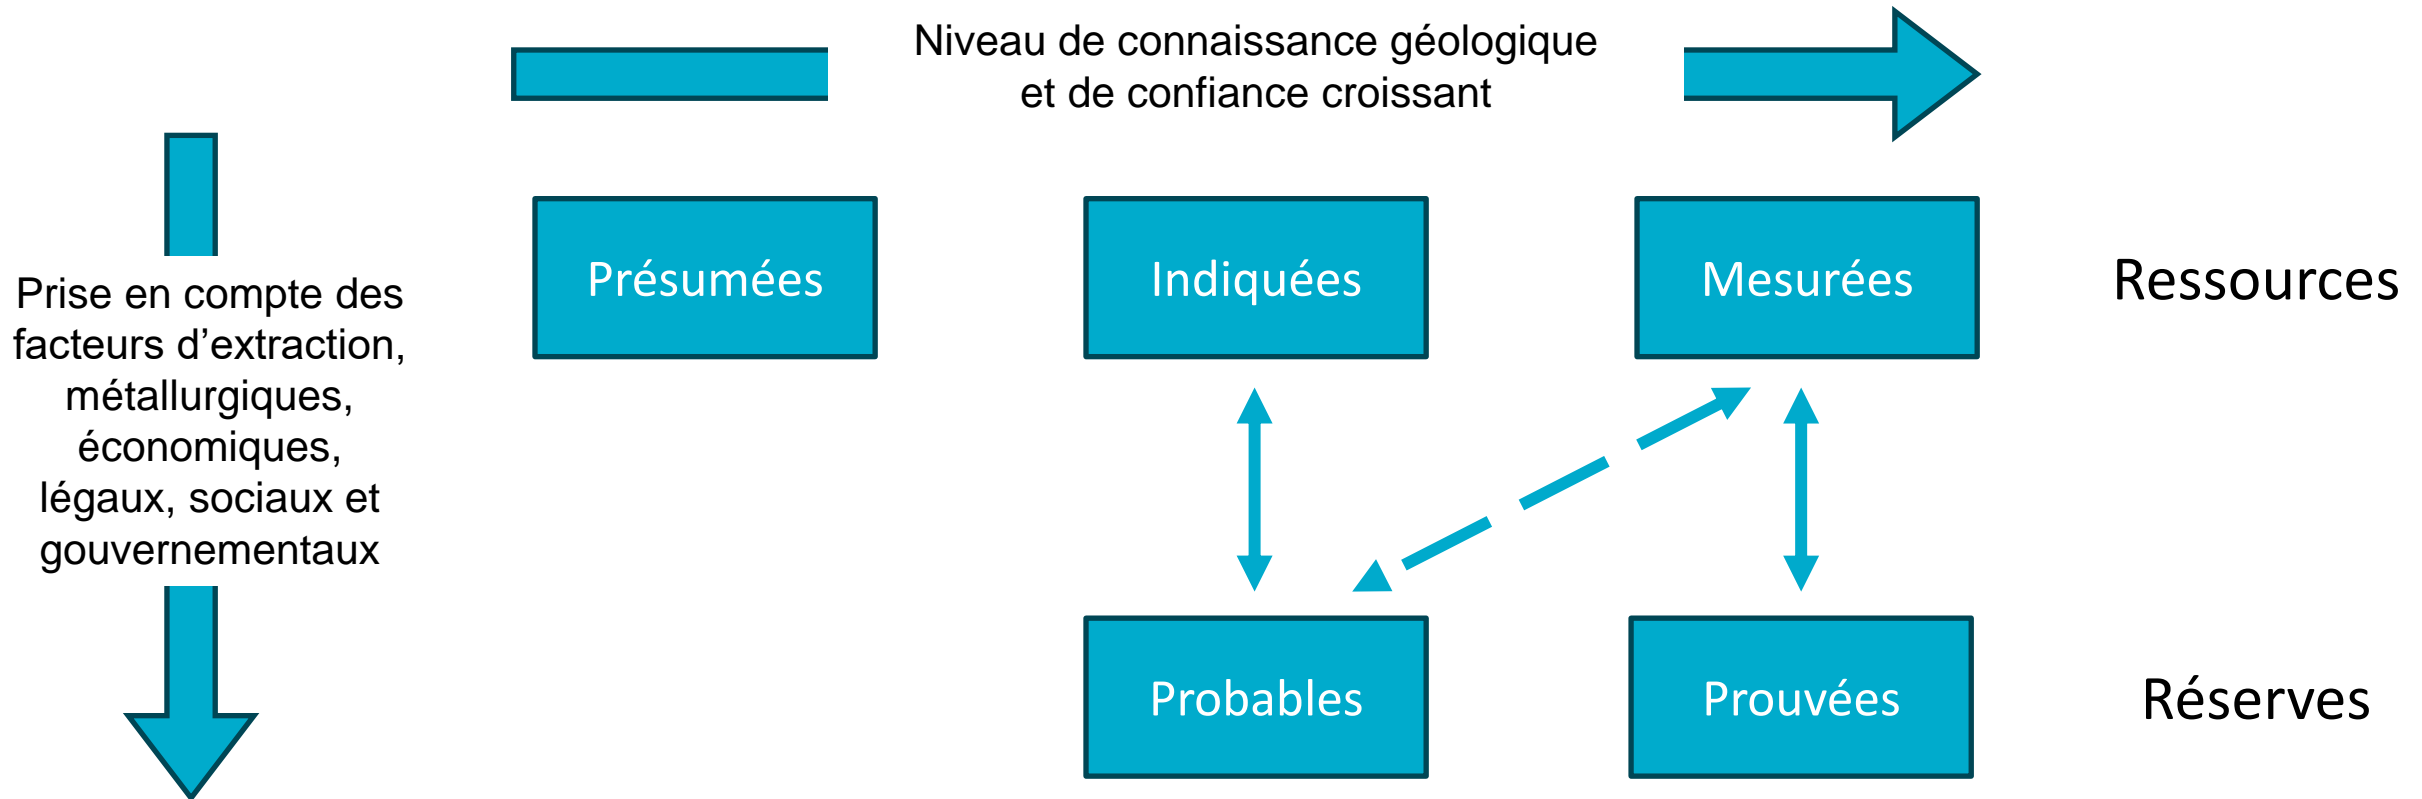 Niveau de connaissance géologique
et de confiance croissant
Présumées
Indiquées
Mesurées
Ressources
Prise en compte des
facteurs d’extraction,
métallurgiques,
économiques,
légaux, sociaux et
gouvernementaux
Probables
Prouvées
Réserves